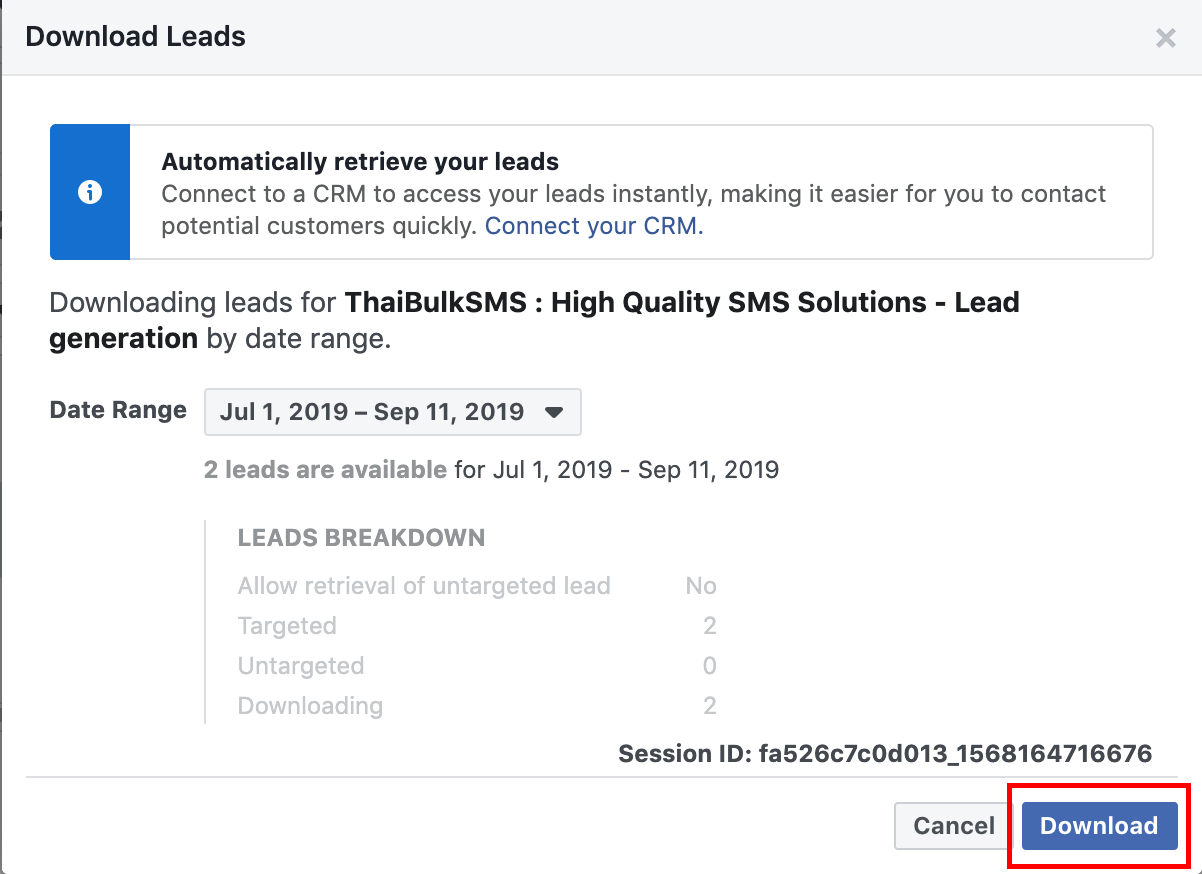 Download Leads
Automatically retrieve your leads
Connect to a CRM to access your leads instantly, making it easier for you to contact
potential customers quickly. Connect your CRM.
Downloading leads for ThaiBulkSMS : High Quality SMS Solutions - Lead
generation by date range.
Date Range Jul 1, 2019 – Sep 11, 2019
2 leads are available for Jul 1, 2019 - Sep 11, 2019
LEADS BREAKDOWN
Allow retrieval of untargeted lead No
Targeted 2
Untargeted 0
Downloading 2
Session ID: fa526c7c0d013_1568164716676
Cancel Download